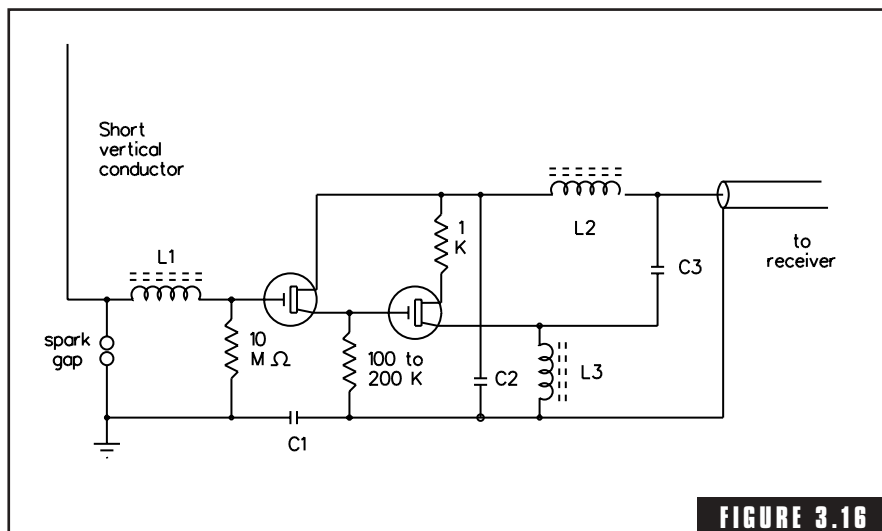 Short
vertical
conductor
L1
L2
1
K
to
receiver
C3
spark
gap
10
M Ω
100 to
200 K
C2
L3
C1
FIGURE 3.16